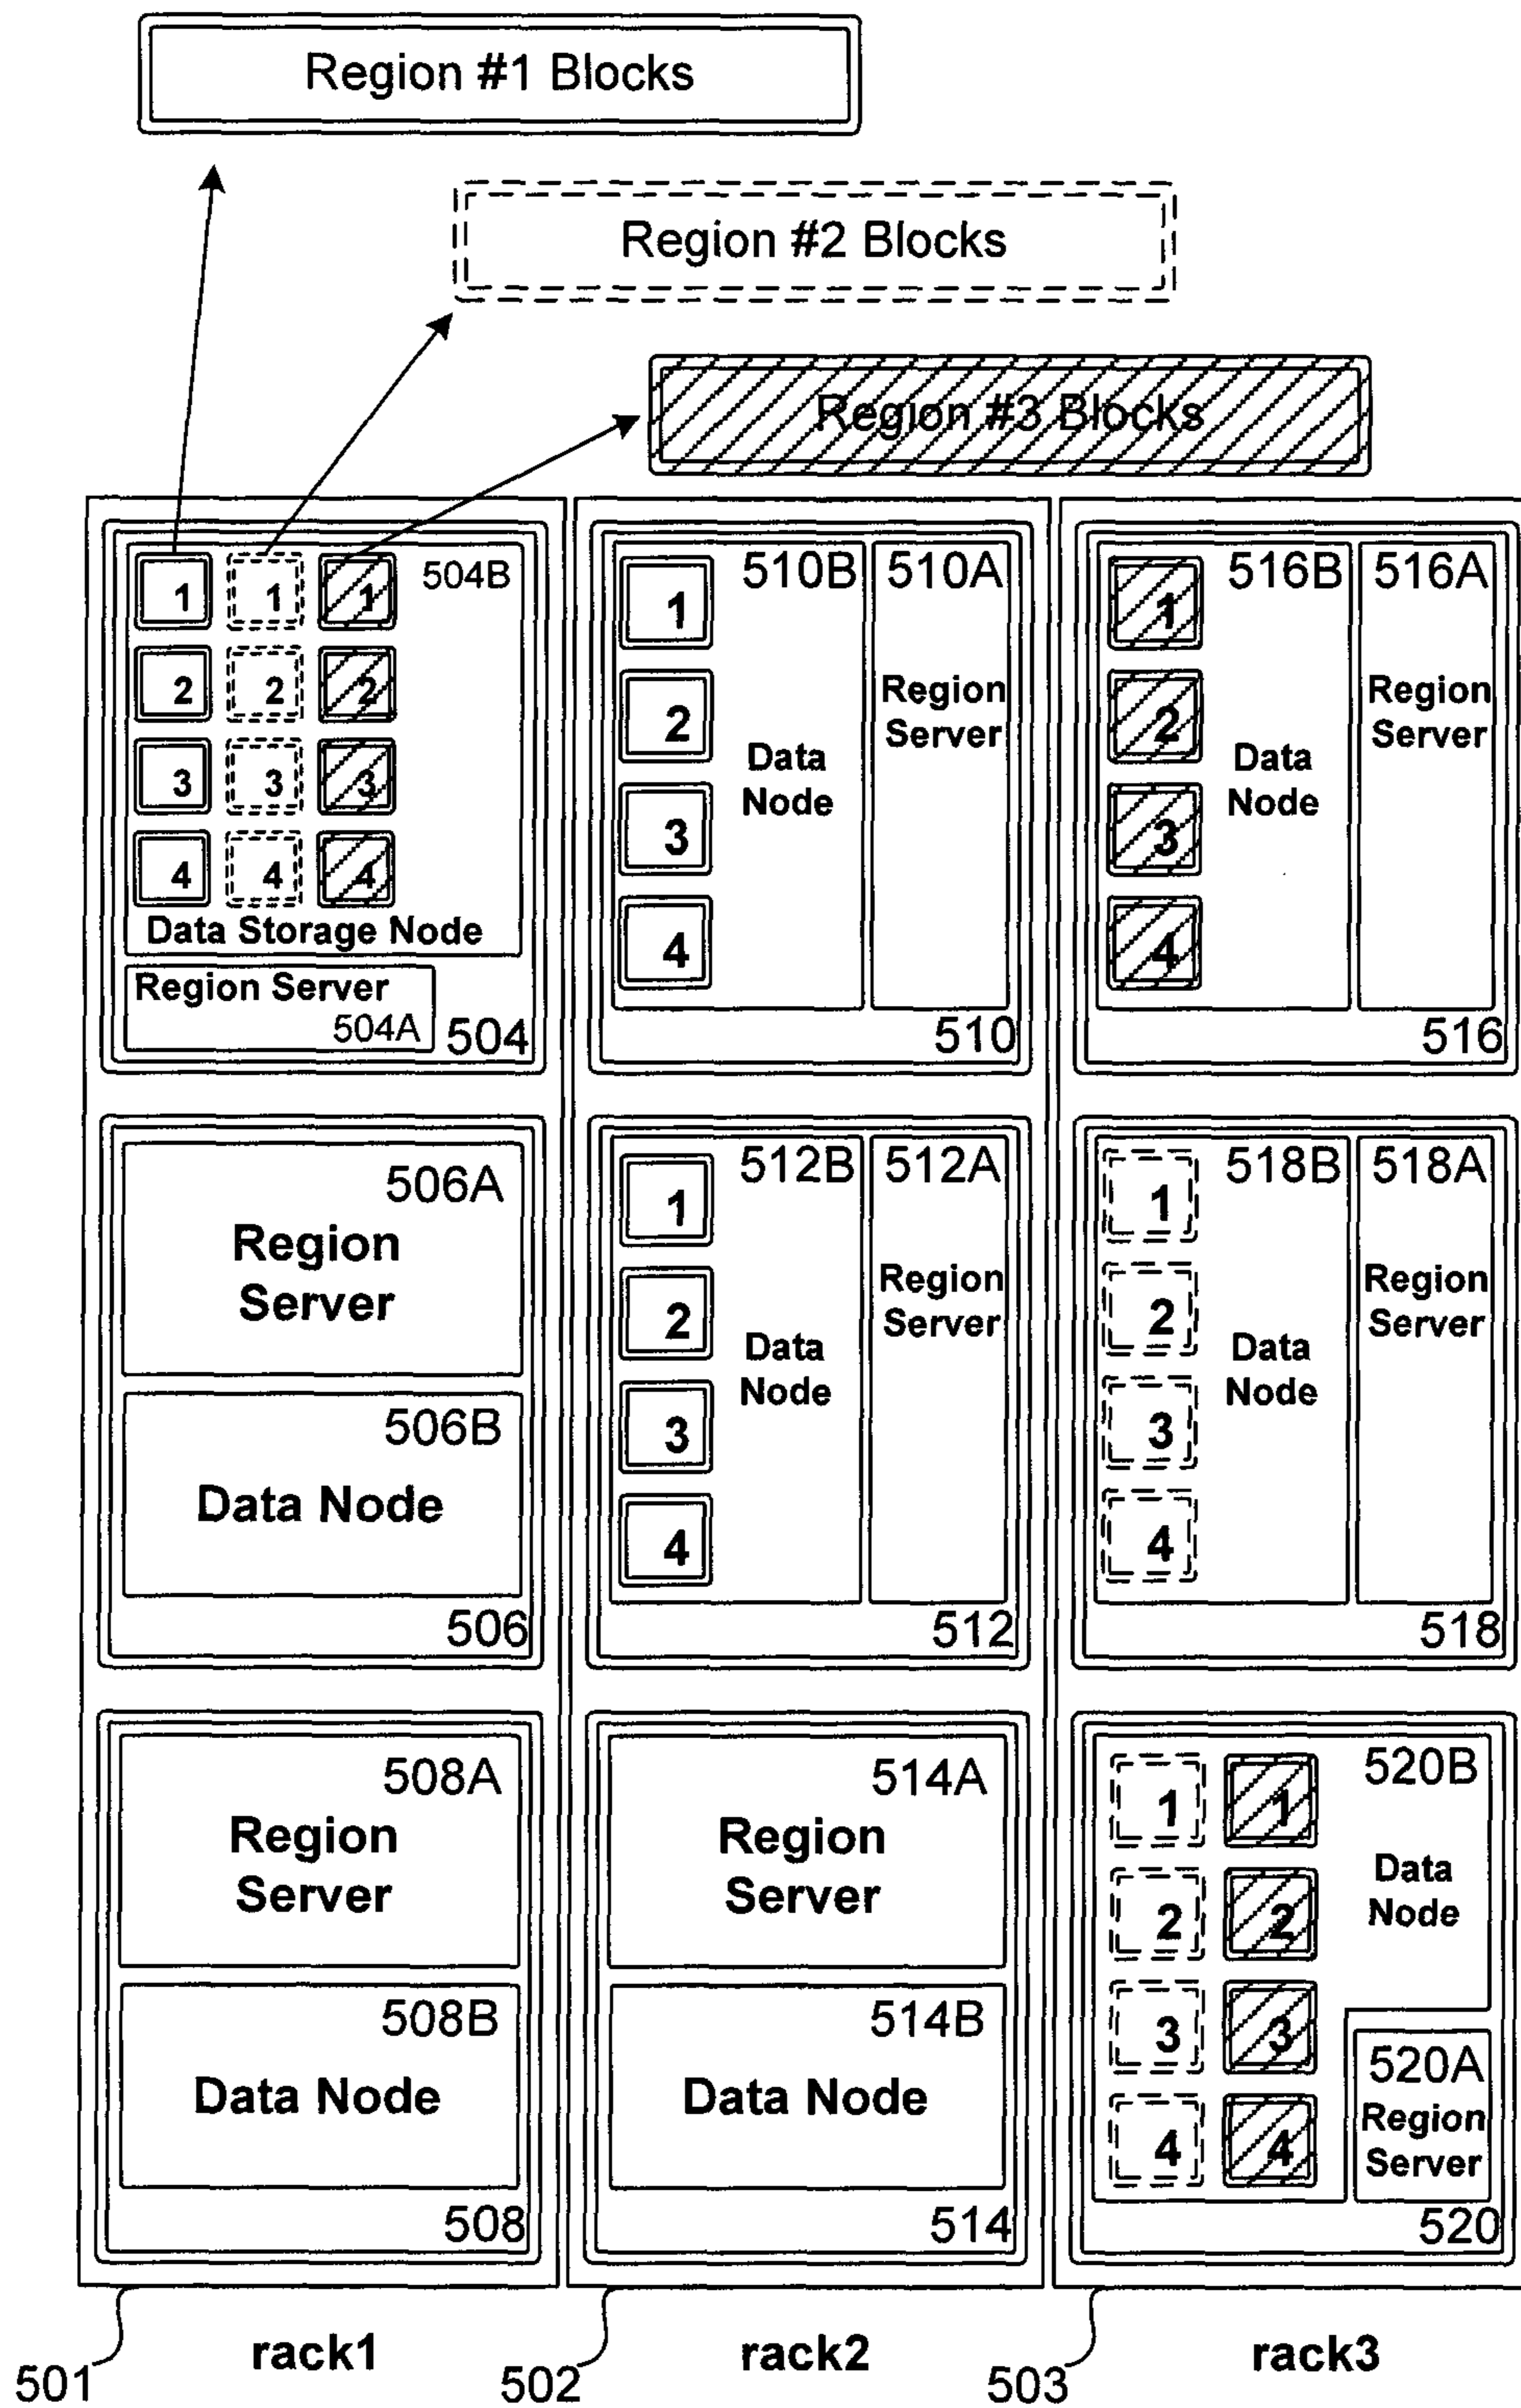 Region #1 Blocks
Region #2 Blocks
Region #3 Blocks
1 1 1 504B
2 2 2
3 3 3
4 4 4
Data Storage Node
Region Server
504A
504
506A
Region
Server
506B
Data Node
506
508A
Region
Server
508B
Data Node
508
510B
510A
1
2
3
4
Data
Node
Region
Server
510
512B
512A
1
2
3
4
Data
Node
Region
Server
512
514A
Region
Server
514B
Data Node
514
516B
516A
1
2
3
4
Data
Node
Region
Server
516
518B
518A
1
2
3
4
Data
Node
Region
Server
518
520B
1 1
2 2
3 3
4 4
Data
Node
520A
Region
Server
520
501
rack1
502
rack2
503
rack3